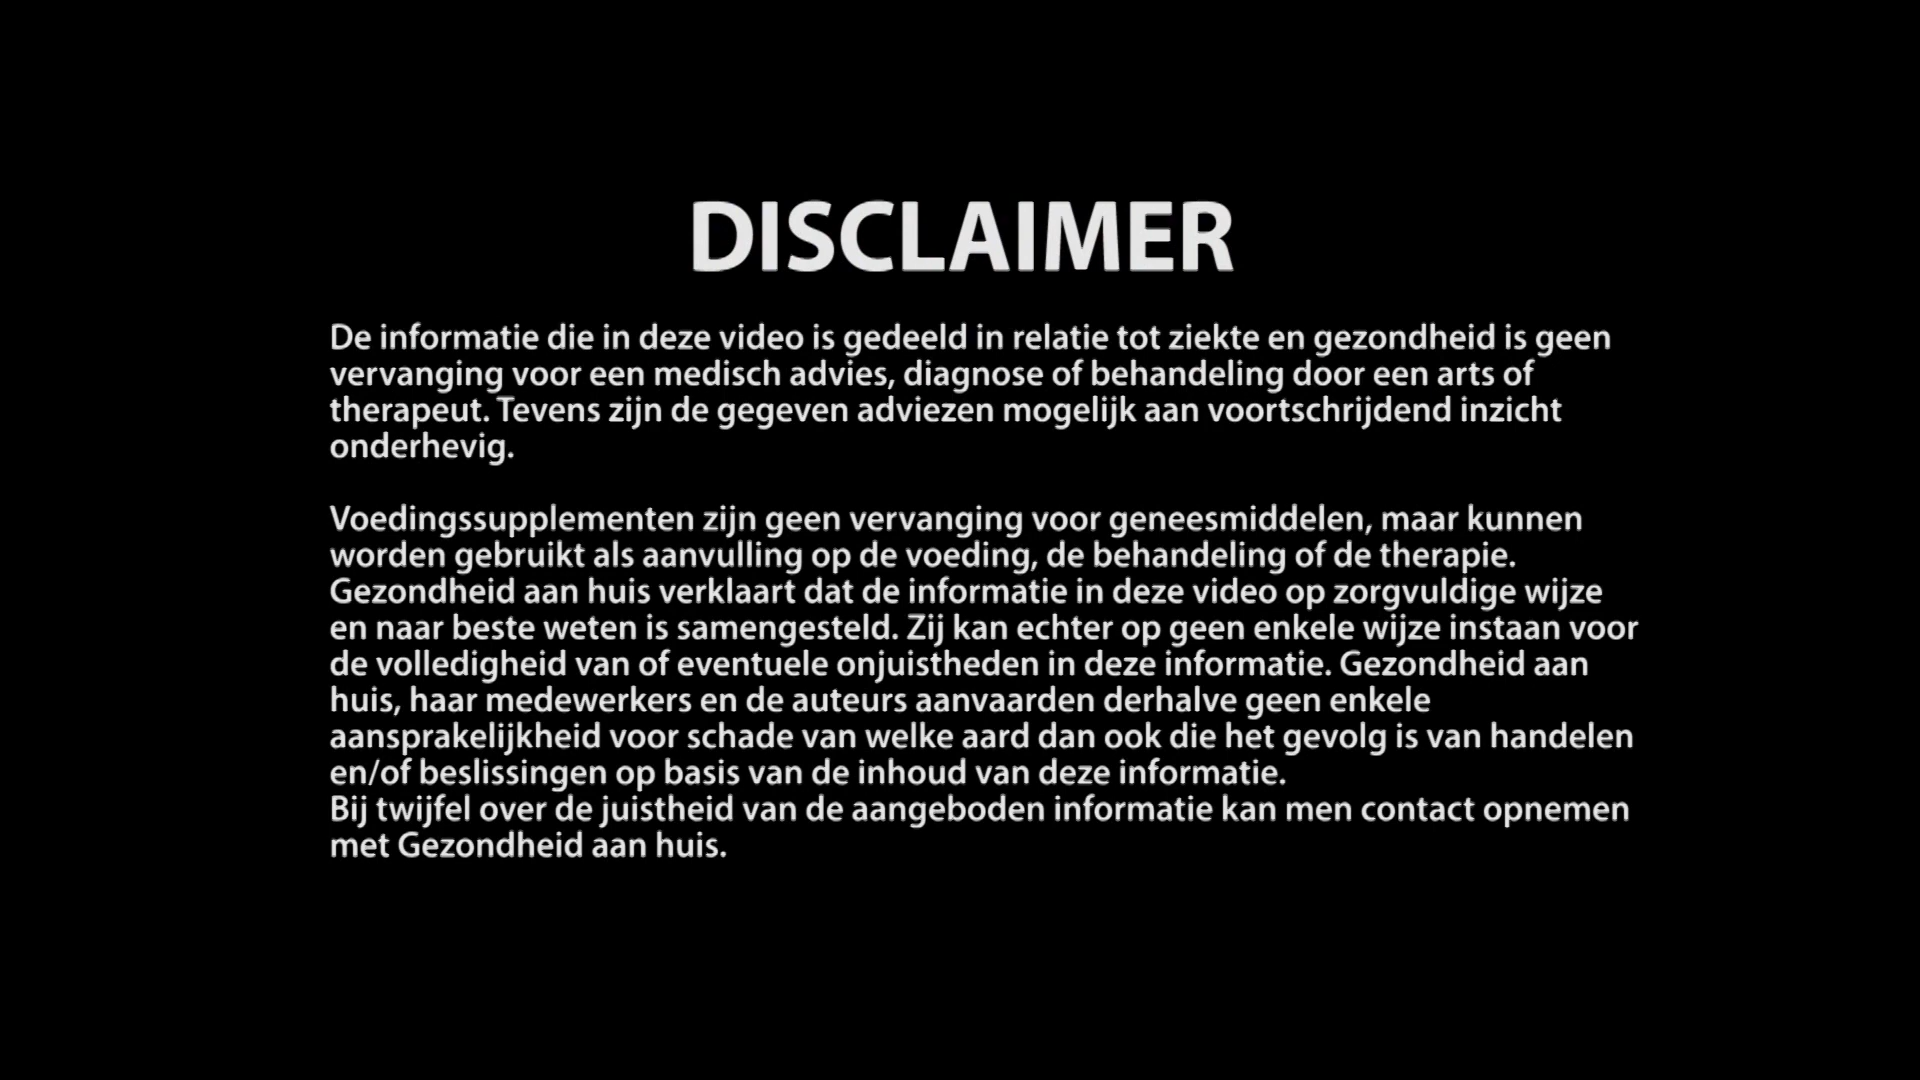 DISCLAIMER
De informatie die in deze video is gedeeld in relatie tot ziekte en gezondheid is geen
vervanging voor een medisch advies, diagnose of behandeling door een arts of
therapeut. Tevens zijn de gegeven adviezen mogelijk aan voortschrijdend inzicht
onderhevig.
Voedingssupplementen zijn geen vervanging voor geneesmiddelen, maar kunnen
worden gebruikt als aanvulling op de voeding, de behandeling of de therapie.
Gezondheid aan huis verklaart dat de informatie in deze video op zorgvuldige wijze
en naar beste weten is samengesteld. Zij kan echter op geen enkele wijze instaan voor
de volledigheid van of eventuele onjuistheden in deze informatie. Gezondheid aan
huis, haar medewerkers en de auteurs aanvaarden derhalve geen enkele
aansprakelijkheid voor schade van welke aard dan ook die het gevolg is van handelen
en/of beslissingen op basis van de inhoud van deze informatie.
Bij twijfel over de juistheid van de aangeboden informatie kan men contact opnemen
met Gezondheid aan huis.